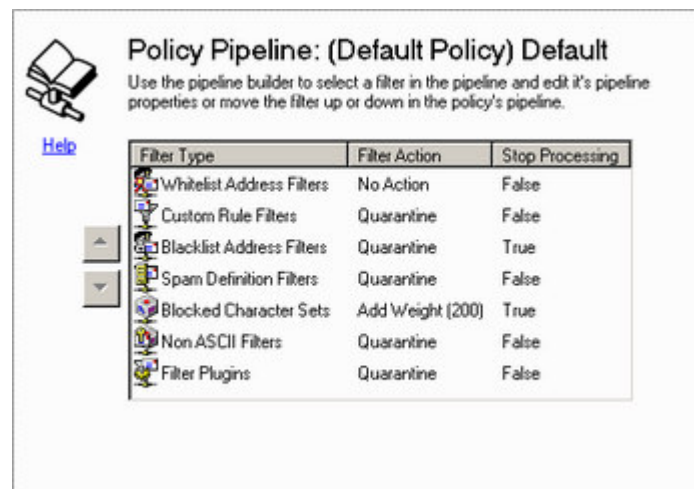 Policy Pipeline: (Default Policy) Default
Use the pipeline builder to select a filter in the pipeline and edit it's pipeline
properties or move the filter up or down in the policy's pipeline.
Help
Filter Type Filter Action Stop Processing
Whitelist Address Filters No Action False
Custom Rule Filters Quarantine False
Blacklist Address Filters Quarantine True
Spam Definition Filters Quarantine False
Blocked Character Sets Add Weight (200) True
Non ASCII Filters Quarantine False
Filter Plugins Quarantine False